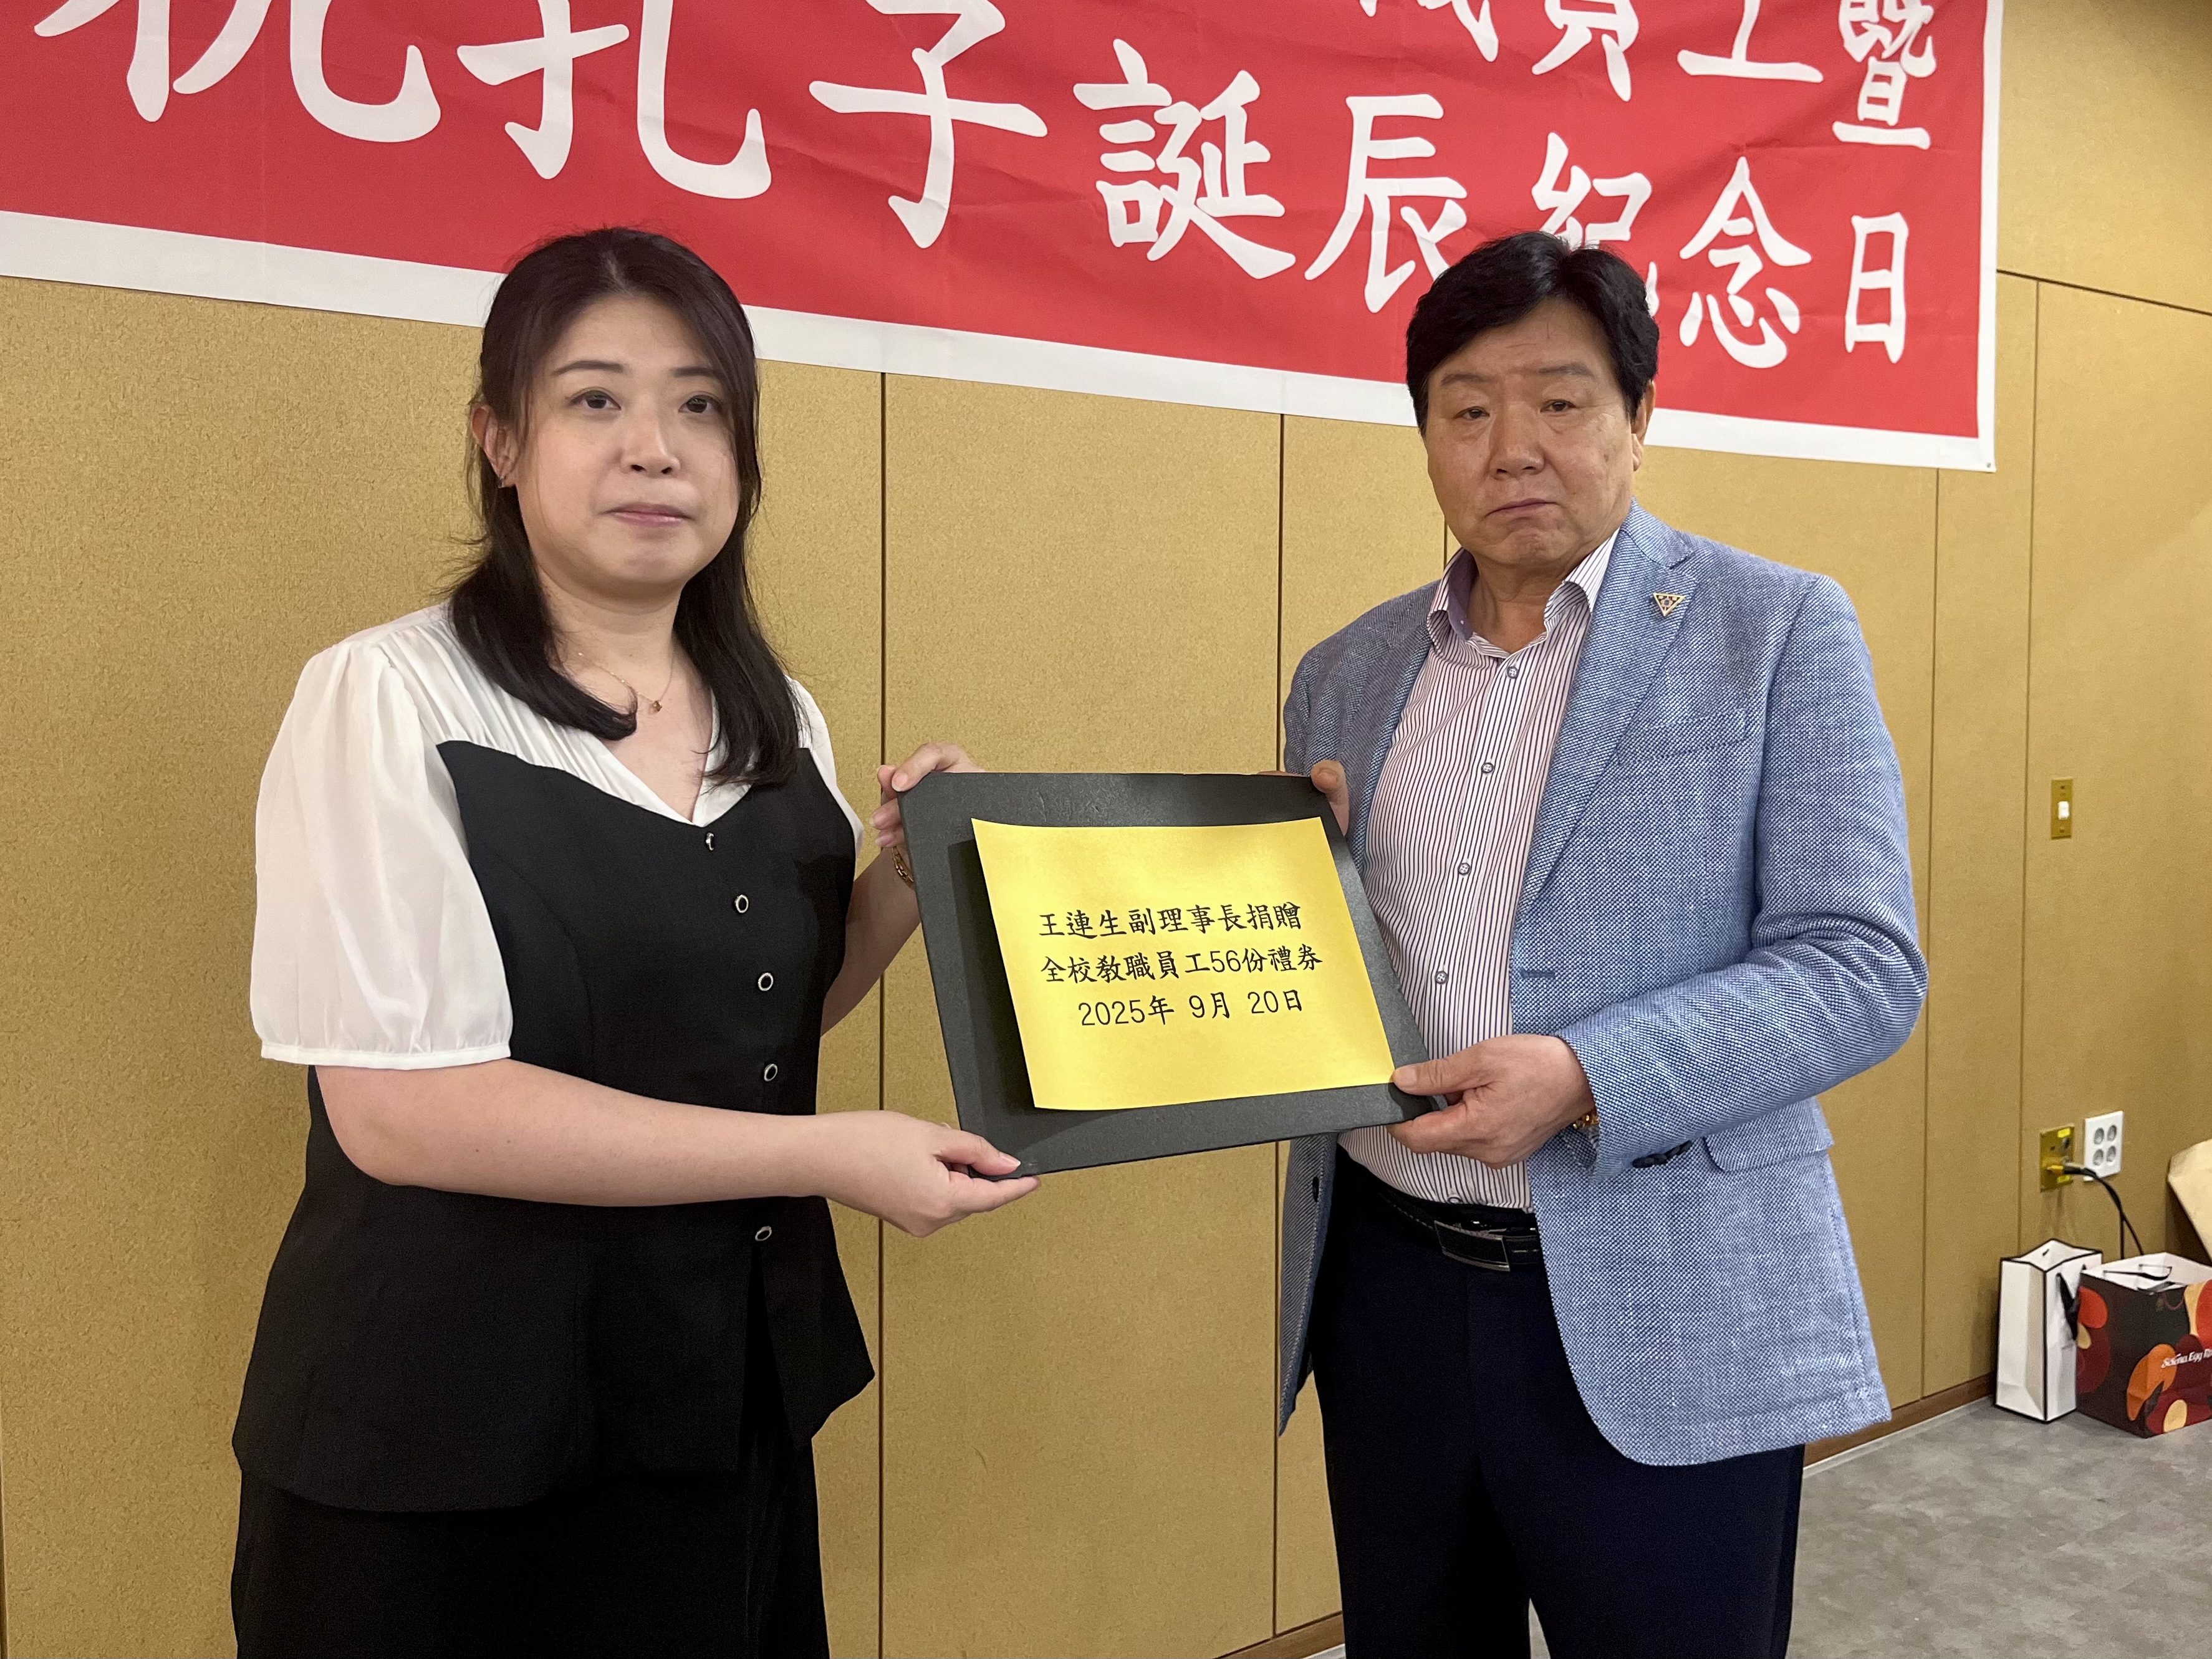 員工暨
祝孔子誕辰紀念日
王連生副理事長捐贈
全校教職員工56份禮券
2025年 9月 20日